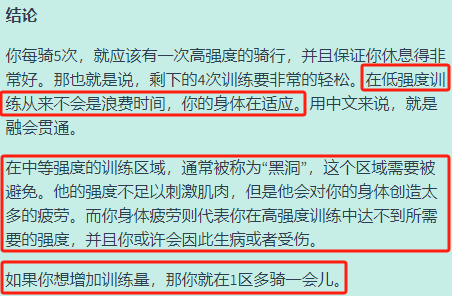 结论
你每骑5次，就应该有一次高强度的骑行，并且保证你休息得非
常好。那也就是说，剩下的4次训练要非常的轻松。在低强度训
练从来不会是浪费时间，你的身体在适应。用中文来说，就是
融会贯通。
在中等强度的训练区域，通常被称为“黑洞”，这个区域需要被
避免。他的强度不足以刺激肌肉，但是他会对你的身体创造太
多的疲劳。而你身体疲劳则代表你在高强度训练中达不到所需
要的强度，并且你或许会因此生病或者受伤。
如果你想增加训练量，那你就在1区多骑一会儿。